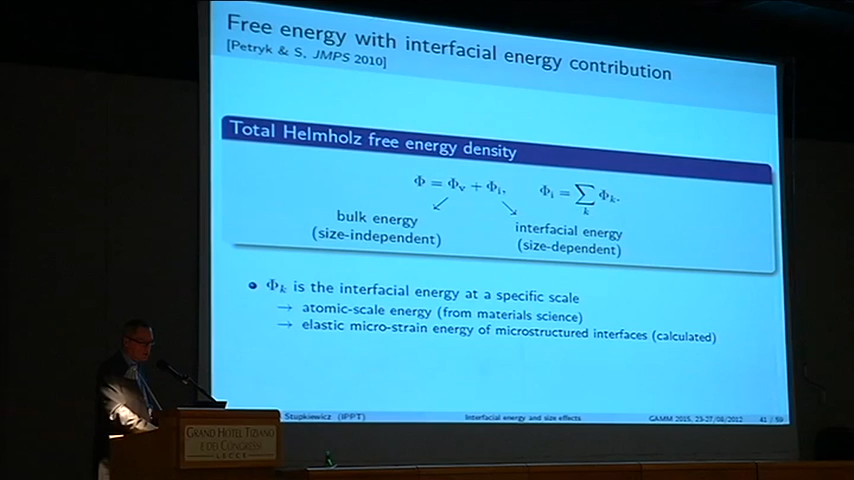 Free energy with interfacial energy contribution
[Petryk & S, JMPS 2010]
Total Helmholz free energy density
Φ = Φv + Φi, Φi = ∑k Φk.
bulk energy
(size-independent)
interfacial energy
(size-dependent)
Φk is the interfacial energy at a specific scale
→ atomic-scale energy (from materials science)
→ elastic micro-strain energy of microstructured interfaces (calculated)
Stupkiewicz (IPPT) Interfacial energy and size effects GAMM 2015, 23-27/08/2012 41 / 59
GRAND HOTEL TIZIANO
E DEI CONGRESSI
LECCE